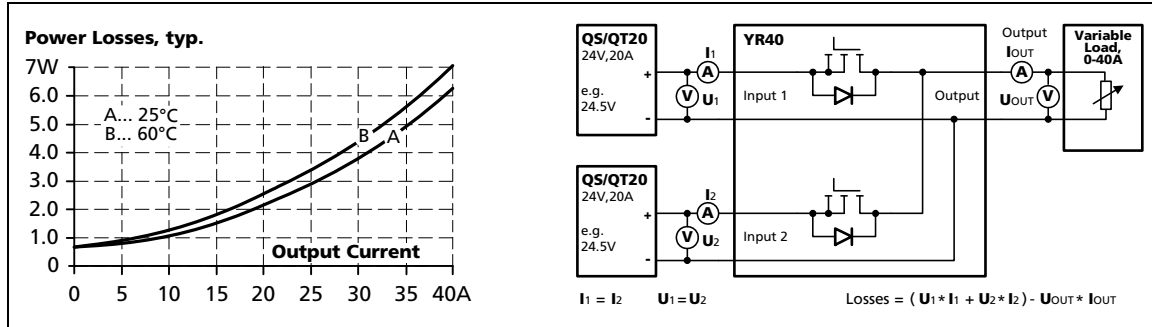 Power Losses, typ.
7W
6.0
5.0
4.0
3.0
2.0
1.0
0
A... 25°C
B... 60°C
B
A
Output Current
0 5 10 15 20 25 30 35 40A
QS/QT20
24V,20A
e.g.
24.5V
+
-
I1
A
V
U1
YR40
Input 1
Output
Output
IOUT
A
UOUT
V
Variable
Load,
0-40A
QS/QT20
24V,20A
e.g.
24.5V
+
-
I2
A
V
U2
Input 2
I1 = I2 U1 = U2 Losses = ( U1 * I1 + U2 * I2 ) - UOUT * IOUT